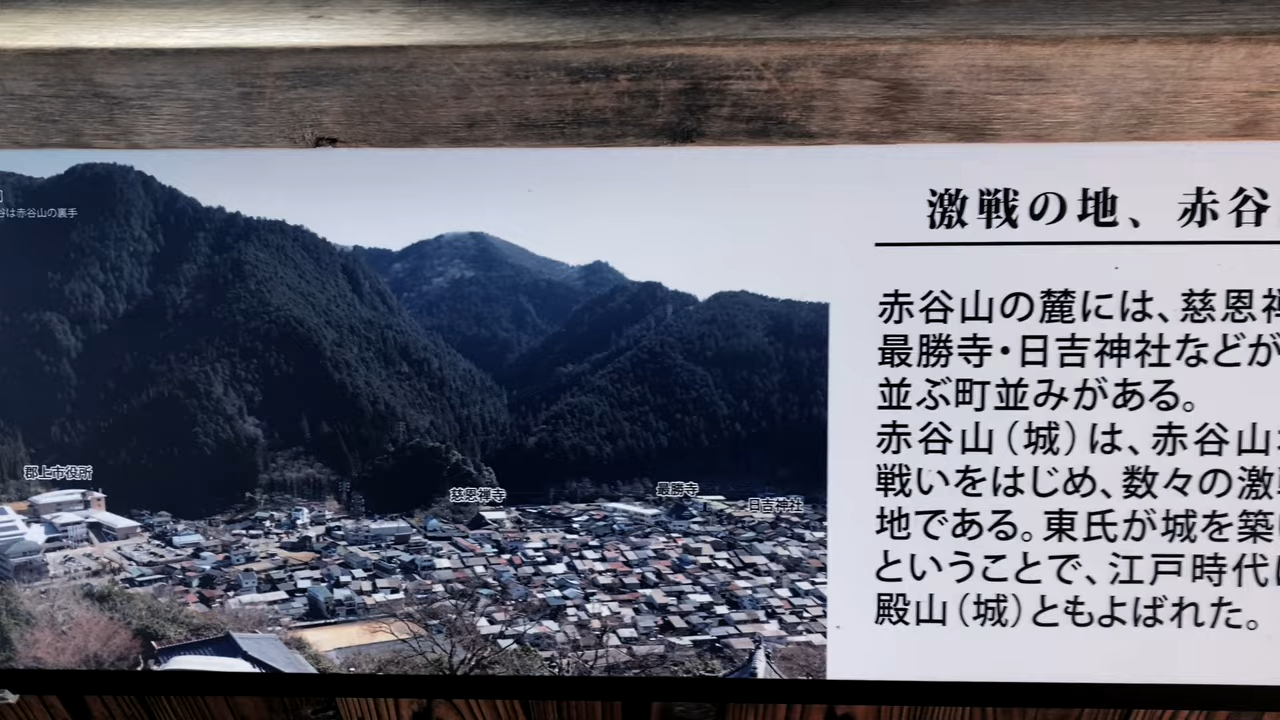 谷は赤谷山の裏手
郡上市役所
慈恩禅寺
最勝寺
日吉神社
激戦の地、赤谷
赤谷山の麓には、慈恩禅
最勝寺・日吉神社などが
並ぶ町並みがある。
赤谷山(城)は、赤谷山
戦いをはじめ、数々の激戦
地である。東氏が城を築
ということで、江戸時代
殿山(城)ともよばれた。